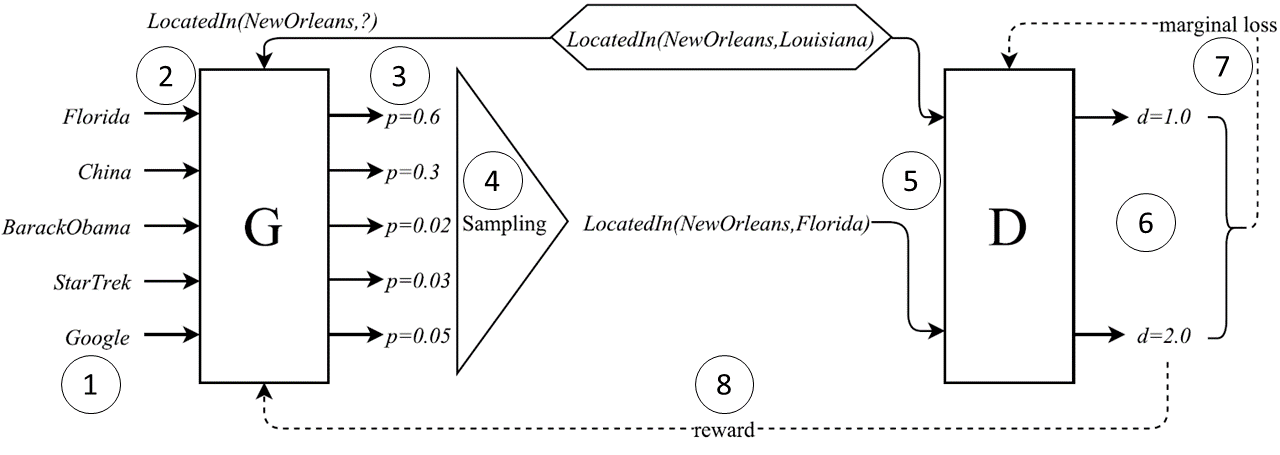 LocatedIn(NewOrleans,?)
LocatedIn(NewOrleans,Louisiana)
marginal loss
2
3
7
Florida
p=0.6
d=1.0
China
p=0.3
4
5
BarackObama
G
p=0.02
Sampling
LocatedIn(NewOrleans,Florida)
D
6
StarTrek
p=0.03
Google
p=0.05
d=2.0
1
8
reward